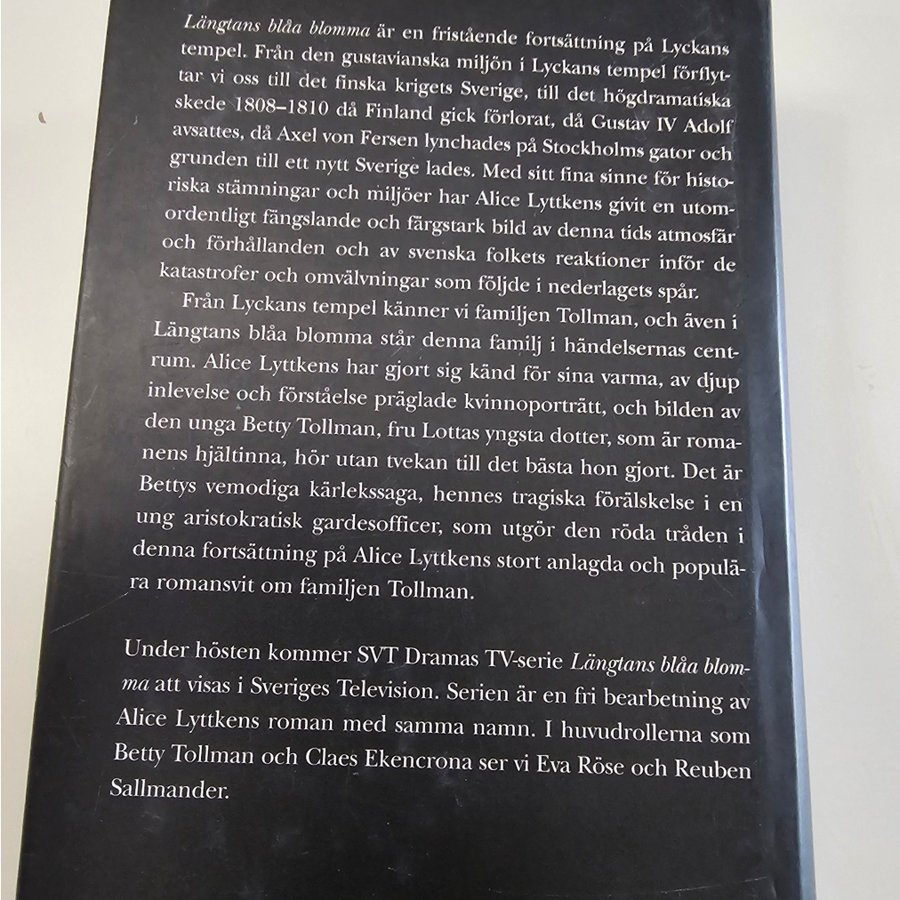 Längtans blåa blomma är en fristående fortsättning på Lyckans
tempel. Från den gustavianska miljön i Lyckans tempel förflyt-
tar vi oss till det finska krigets Sverige, till det högdramatiska
skede 1808–1810 då Finland gick förlorat, då Gustav IV Adolf
avsattes, då Axel von Fersen lynchades på Stockholms gator och
grunden till ett nytt Sverige lades. Med sitt fina sinne för histo-
riska stämningar och miljöer har Alice Lyttkens givit en utom-
ordentligt fängslande och färgstark bild av denna tids atmosfär
och förhållanden och av svenska folkets reaktioner inför de
katastrofer och omvälvningar som följde i nederlagets spår.
Från Lyckans tempel känner vi familjen Tollman, och även i
Längtans blåa blomma står denna familj i händelsernas cent-
rum. Alice Lyttkens har gjort sig känd för sina varma, av djup
inlevelse och förståelse präglade kvinnoporträtt, och bilden av
den unga Betty Tollman, fru Lottas yngsta dotter, som är roma-
nens hjältinna, hör utan tvekan till det bästa hon gjort. Det är
Bettys vemodiga kärlekssaga, hennes tragiska förälskelse i en
ung aristokratisk gardesofficer, som utgör den röda tråden i
denna fortsättning på Alice Lyttkens stort anlagda och populä-
ra romansvit om familjen Tollman.
Under hösten kommer SVT Dramas TV-serie Längtans blåa blom-
ma att visas i Sveriges Television. Serien är en fri bearbetning av
Alice Lyttkens roman med samma namn. I huvudrollerna som
Betty Tollman och Claes Ekencrona ser vi Eva Röse och Reuben
Sallmander.